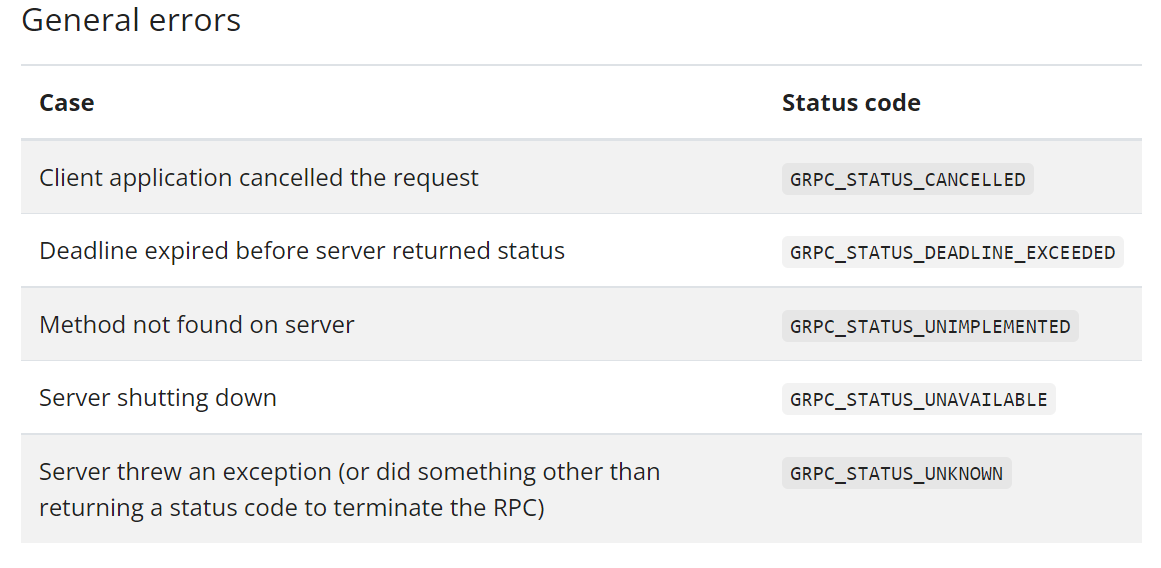 General errors
Case Status code
Client application cancelled the request GRPC_STATUS_CANCELLED
Deadline expired before server returned status GRPC_STATUS_DEADLINE_EXCEEDED
Method not found on server GRPC_STATUS_UNIMPLEMENTED
Server shutting down GRPC_STATUS_UNAVAILABLE
Server threw an exception (or did something other than GRPC_STATUS_UNKNOWN
returning a status code to terminate the RPC)